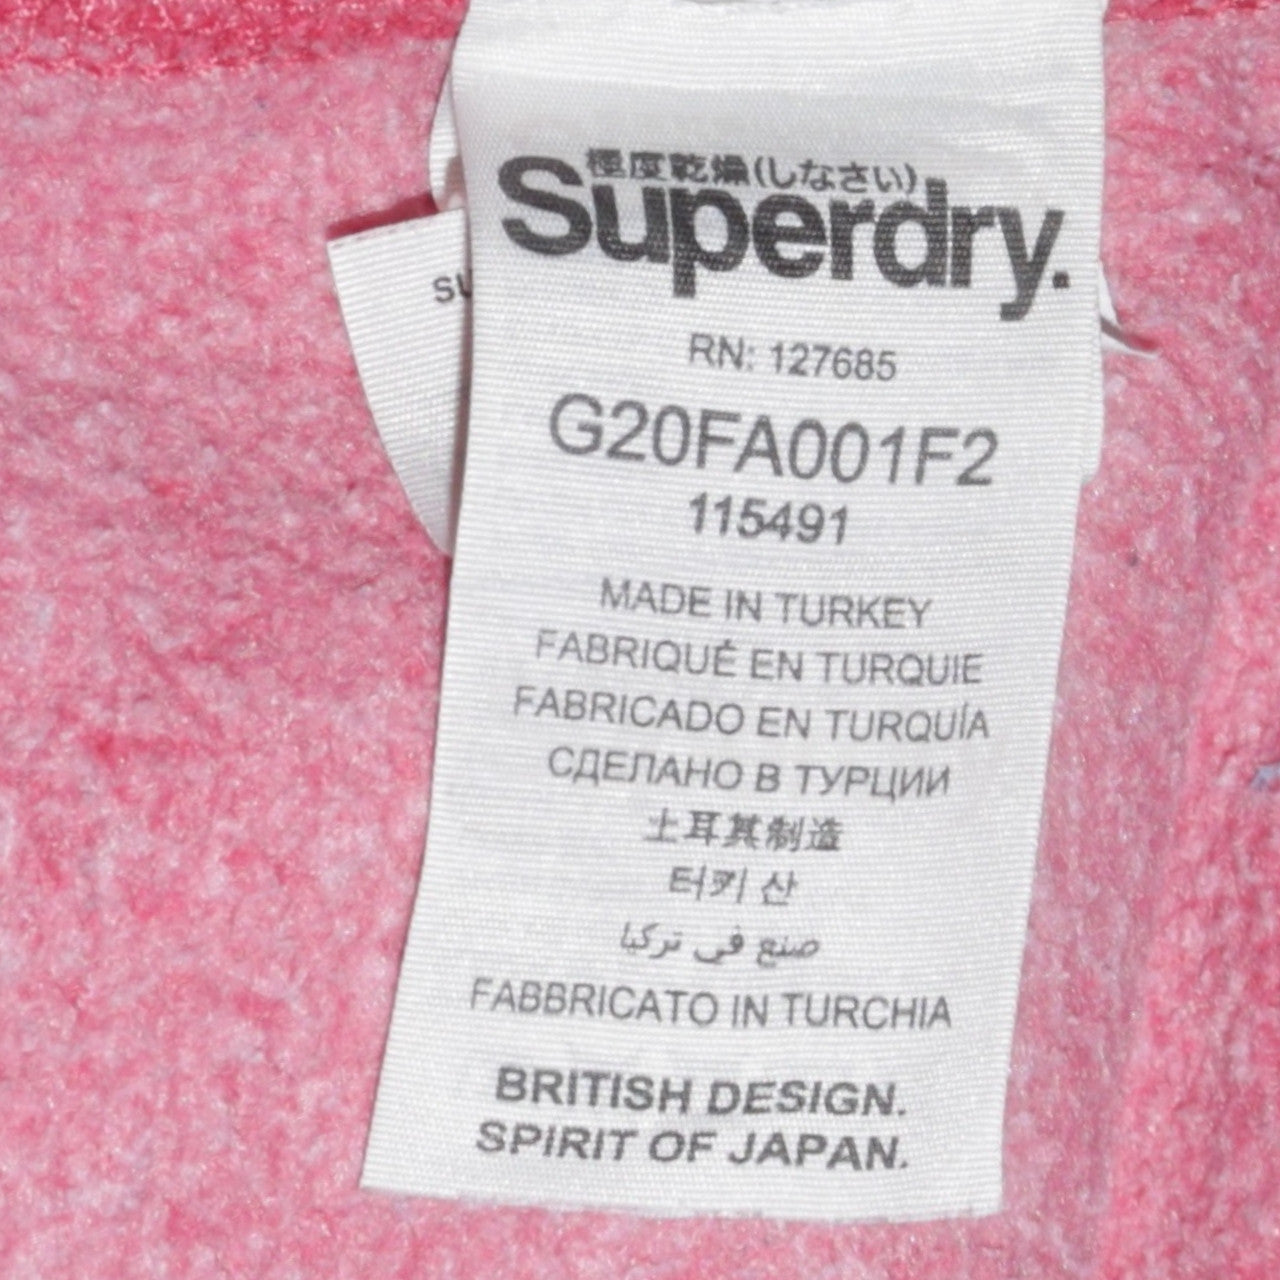 極度乾燥(しなさい)
Superdry.
SU
RN: 127685
G20FA001F2
115491
MADE IN TURKEY
FABRIQUÉ EN TURQUIE
FABRICADO EN TURQUÍA
СДЕЛАНО В ТУРЦИИ
土耳其制造
터키 산
صنع في تركيا
FABBRICATO IN TURCHIA
BRITISH DESIGN.
SPIRIT OF JAPAN.